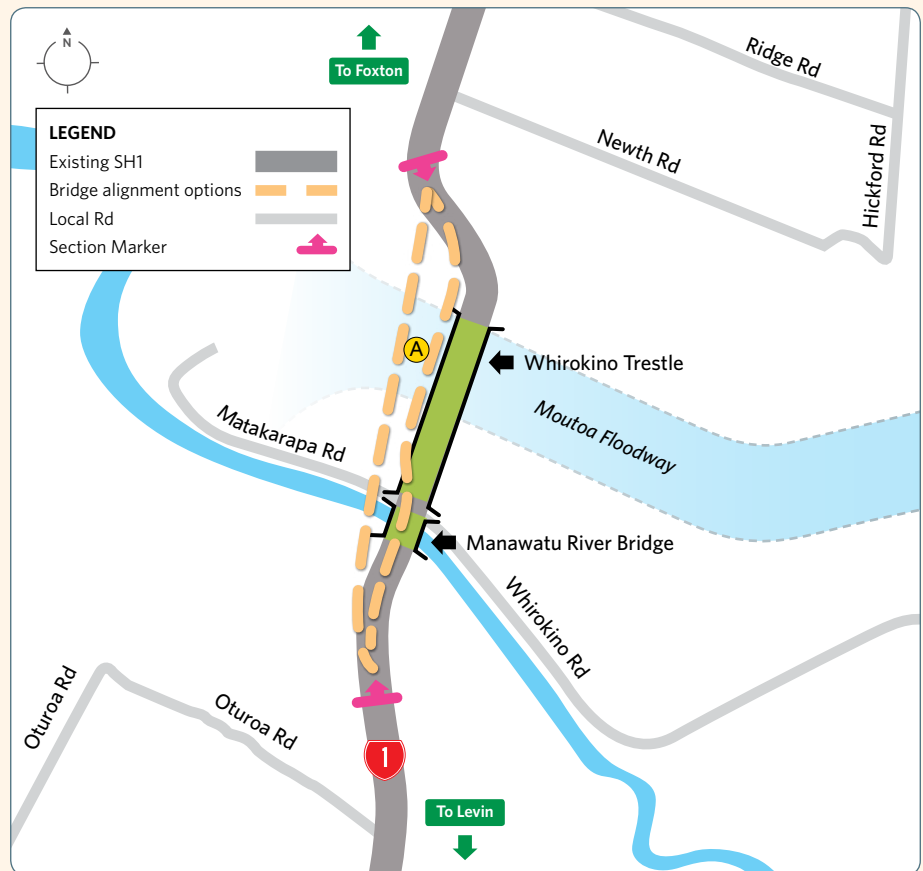 N
To Foxton
LEGEND
Existing SH1
Bridge alignment options
Local Rd
Section Marker
Ridge Rd
Newth Rd
Hickford Rd
A
Whirokino Trestle
Moutoa Floodway
Matakarapa Rd
Manawatu River Bridge
Whirokino Rd
Oturoa Rd
Oturoa Rd
1
To Levin